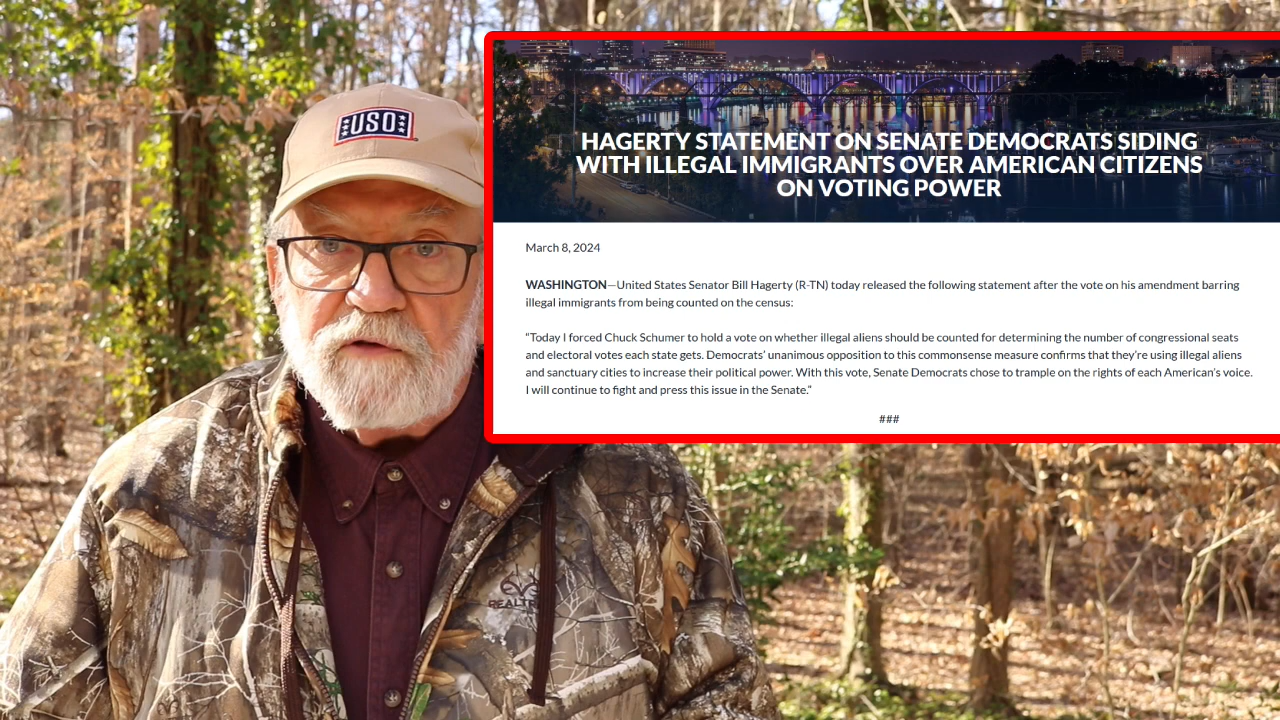 USO
HAGERTY STATEMENT ON SENATE DEMOCRATS SIDING
WITH ILLEGAL IMMIGRANTS OVER AMERICAN CITIZENS
ON VOTING POWER
March 8, 2024
WASHINGTON—United States Senator Bill Hagerty (R-TN) today released the following statement after the vote on his amendment barring
illegal immigrants from being counted on the census:
“Today I forced Chuck Schumer to hold a vote on whether illegal aliens should be counted for determining the number of congressional seats
and electoral votes each state gets. Democrats’ unanimous opposition to this commonsense measure confirms that they’re using illegal aliens
and sanctuary cities to increase their political power. With this vote, Senate Democrats chose to trample on the rights of each American’s voice.
I will continue to fight and press this issue in the Senate.”
###